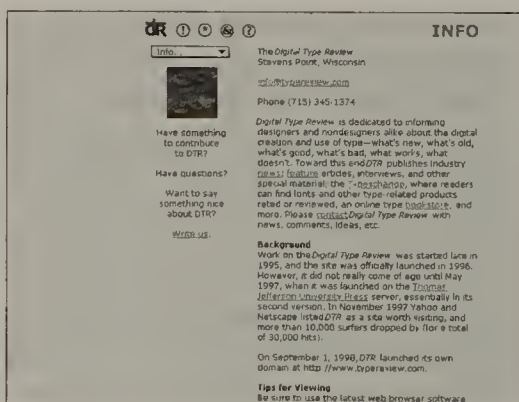 dtR ! * & ? INFO
Info...
The Digital Type Review
Stevens Point, Wisconsin
info@typereview.com
Phone (715) 345-1374
Have something
to contribute
to DTR?
Have questions?
Want to say
something nice
about DTR?
Write us.
Digital Type Review is dedicated to informing
designers and nondesigners alike about the digital
creation and use of type—what's new, what's old,
what's good, what's bad, what works, what
doesn't. Toward this end DTR publishes industry
news; feature articles, interviews, and other
special material; the Typeschange, where readers
can find fonts and other type-related products
rated or reviewed, an online type bookstore, and
more. Please contact Digital Type Review with
news, comments, ideas, etc.
Background
Work on the Digital Type Review was started late in
1995, and the site was officially launched in 1996.
However, it did not really come of age until May
1997, when it was launched on the Thomas
Jefferson University Press server, essentially in its
second version. In November 1997 Yahoo and
Netscape listed DTR as a site worth visiting, and
more than 10,000 surfers dropped by (for a total
of 30,000 hits).
On September 1, 1998, DTR launched its own
domain at http://www.typereview.com.
Tips for Viewing
Be sure to use the latest web browser software